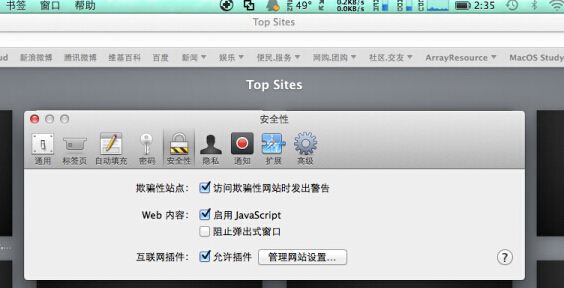 书签 窗口 帮助 49° 0.2KB/s 0.0KB/s 2:35
Top Sites
ud 新浪微博 腾讯微博 维基百科 百度 新闻 娱乐 便民,服务 网购,团购 社区,交友 ArrayResource MacOS Study
Top Sites
安全性
通用 标签页 自动填充 密码 安全性 隐私 通知 扩展 高级
欺骗性站点: 访问欺骗性网站时发出警告
Web 内容: 启用 JavaScript
阻止弹出式窗口
互联网插件: 允许插件 管理网站设置... ?